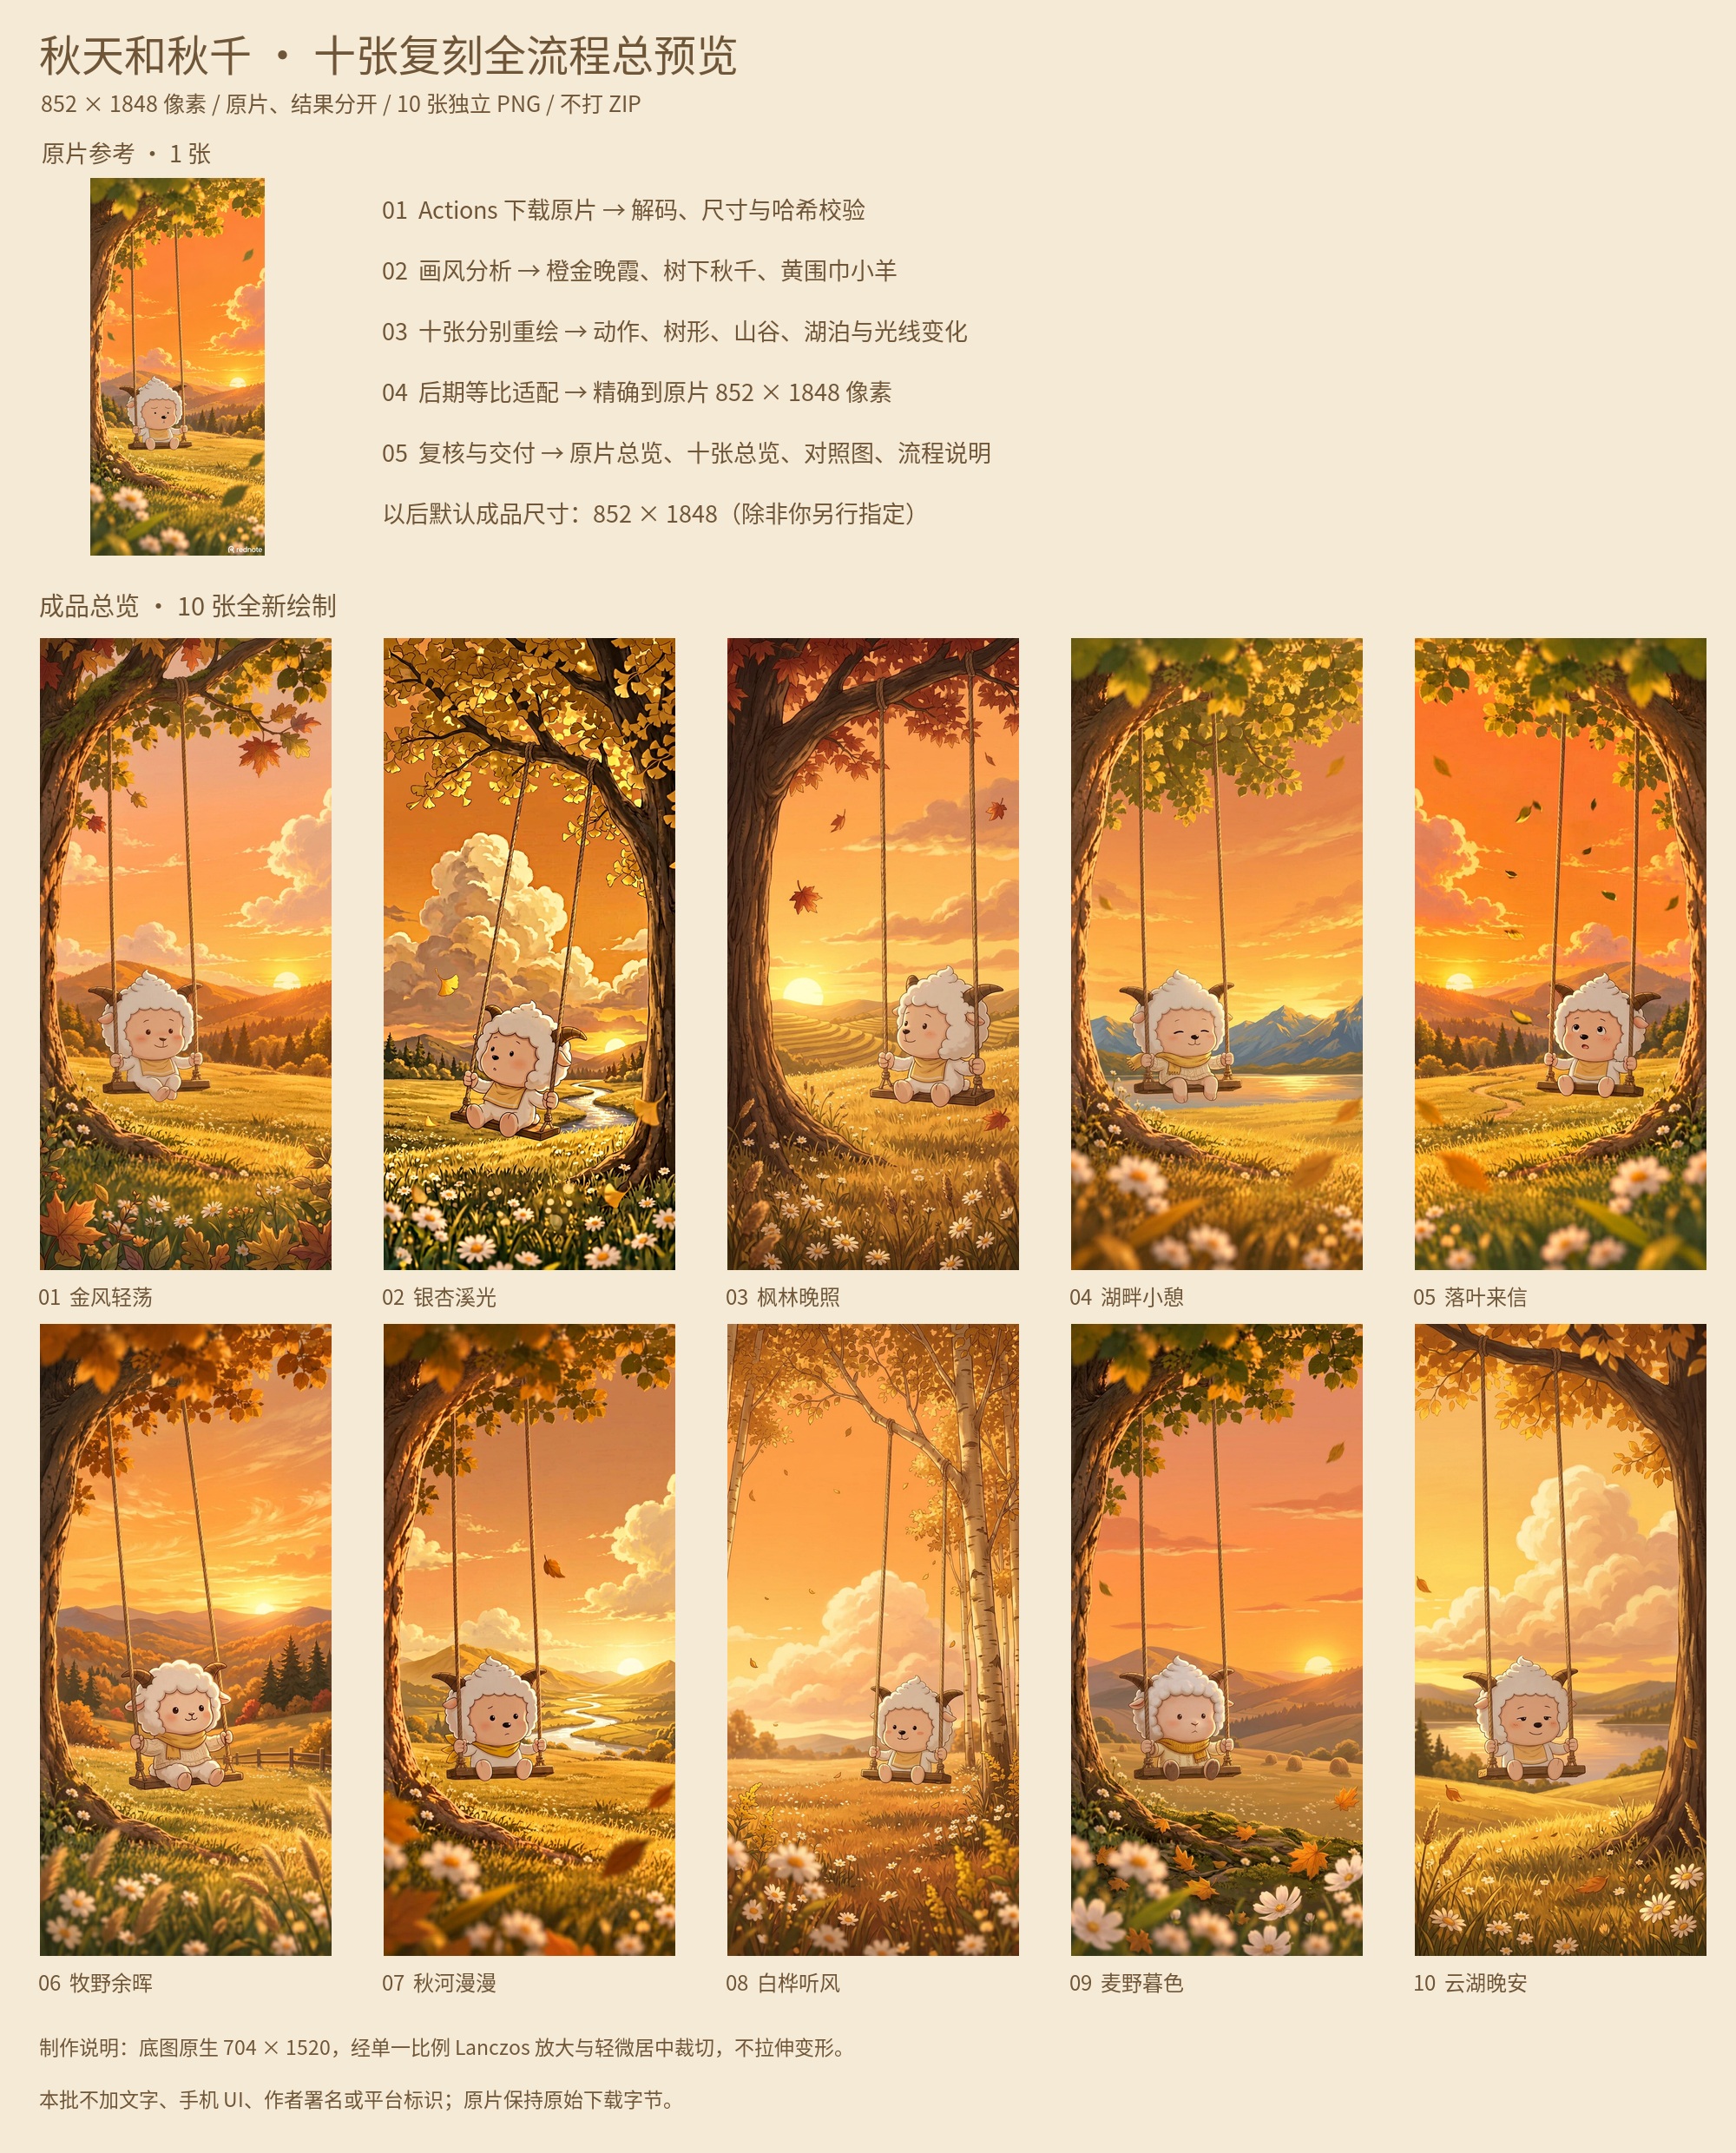 秋天和秋千 · 十张复刻全流程总预览
852 × 1848 像素 / 原片、结果分开 / 10 张独立 PNG / 不打 ZIP
原片参考 · 1 张
01 Actions 下载原片 → 解码、尺寸与哈希校验
02 画风分析 → 橙金晚霞、树下秋千、黄围巾小羊
03 十张分别重绘 → 动作、树形、山谷、湖泊与光线变化
04 后期等比适配 → 精确到原片 852 × 1848 像素
05 复核与交付 → 原片总览、十张总览、对照图、流程说明
以后默认成品尺寸：852 × 1848（除非你另行指定）
rednote
成品总览 · 10 张全新绘制
01 金风轻荡
02 银杏溪光
03 枫林晚照
04 湖畔小憩
05 落叶来信
06 牧野余晖
07 秋河漫漫
08 白桦听风
09 麦野暮色
10 云湖晚安
制作说明：底图原生 704 × 1520，经单一比例 Lanczos 放大与轻微居中裁切，不拉伸变形。
本批不加文字、手机 UI、作者署名或平台标识；原片保持原始下载字节。